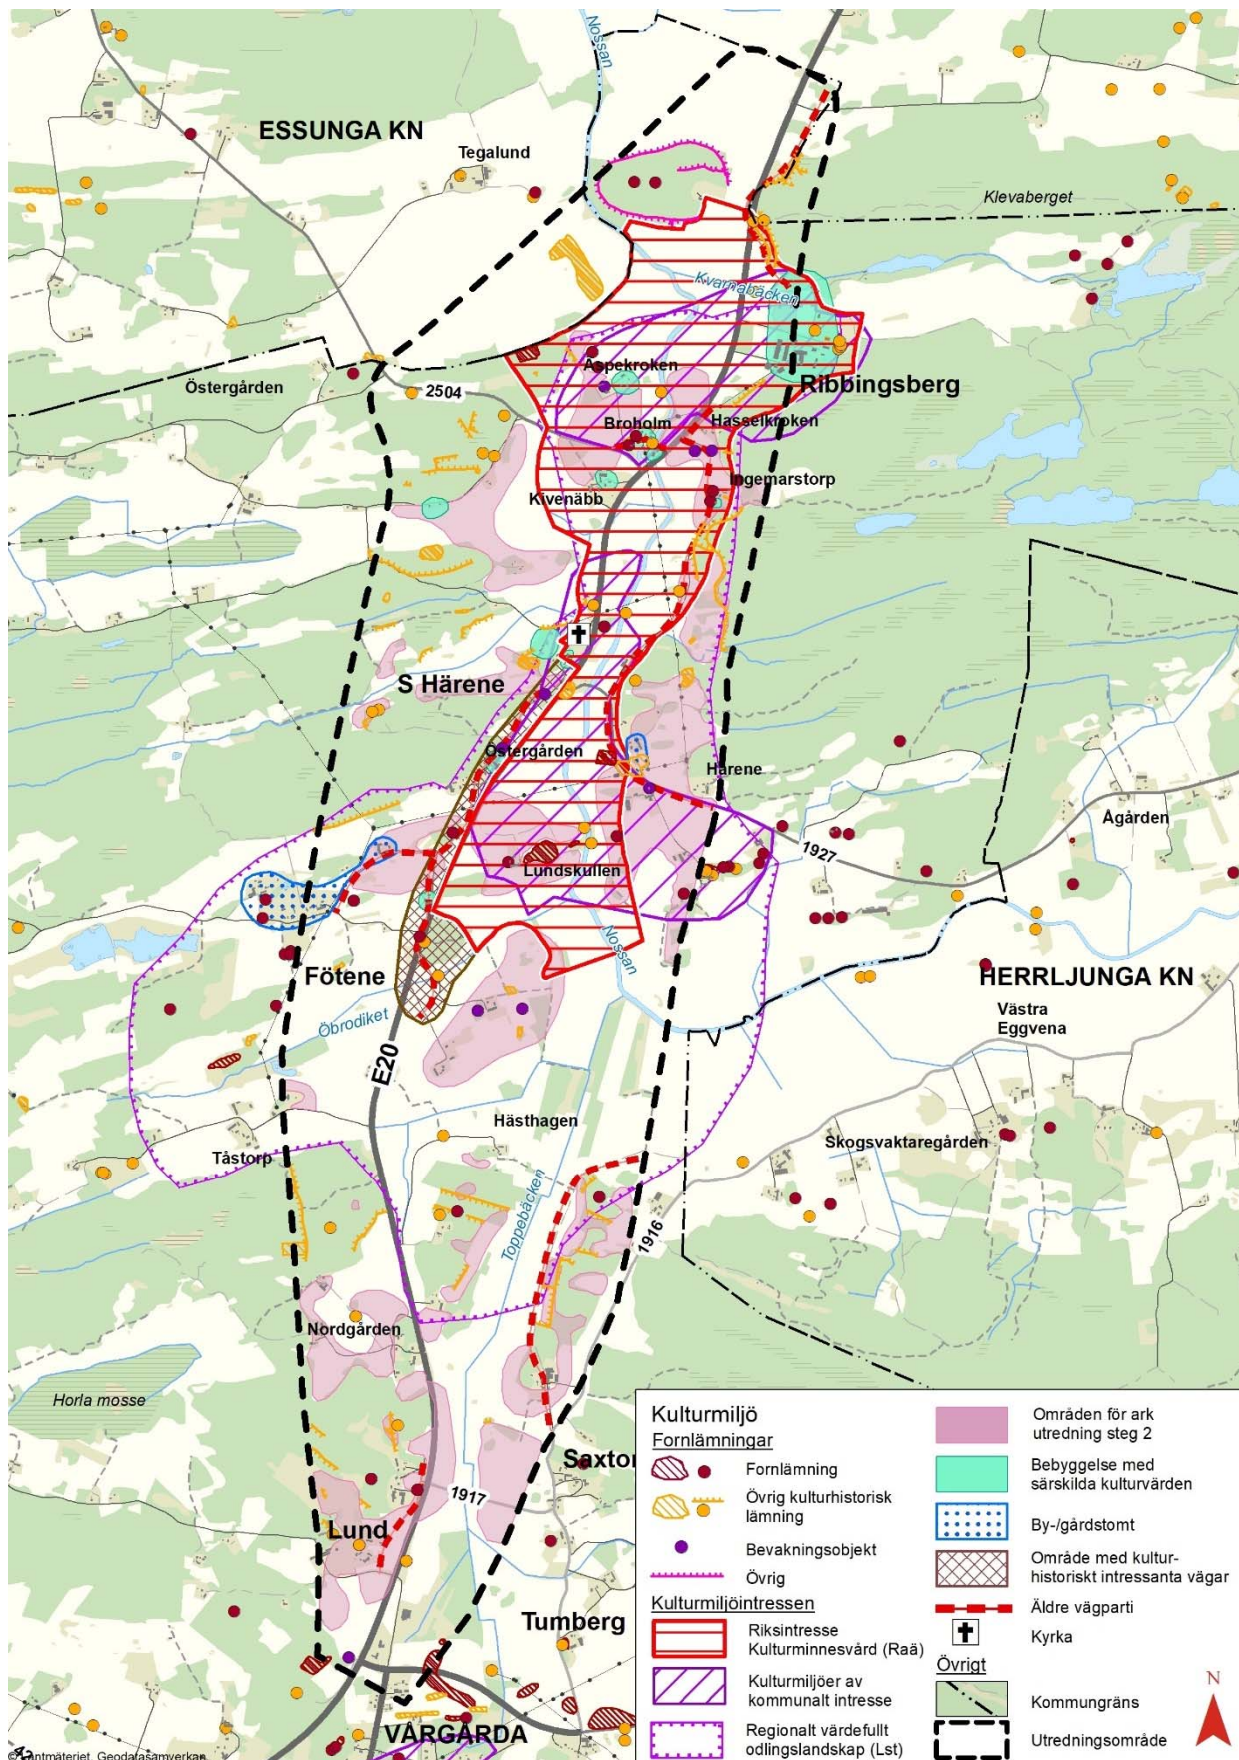 Nossan
ESSUNGA KN
Tegalund
Klevaberget
Kvarnabäcken
Aspekroken
Östergården
2504
Ribbingsberg
Broholm
Hasselkroken
Kivenäbb
Ingemarstorp
S Härene
Östergården
Härene
Ågården
1927
Lundskullen
Nossan
Fötene
HERRLJUNGA KN
Öbrodiket
Västra
Eggvena
E20
Hästhagen
Skogsvaktaregården
Tåstorp
Toppebäcken
1916
Nordgården
Horla mosse
Saxtor
1917
Lund
Tumberg
VÅRGÅRDA
42
Kulturmiljö
Fornlämningar
Fornlämning
Övrig kulturhistorisk
lämning
Bevakningsobjekt
Övrig
Kulturmiljöintressen
Riksintresse
Kulturminnesvård (Raä)
Kulturmiljöer av
kommunalt intresse
Regionalt värdefullt
odlingslandskap (Lst)
Områden för ark
utredning steg 2
Bebyggelse med
särskilda kulturvärden
By-/gårdstomt
Område med kultur-
historiskt intressanta vägar
Äldre vägparti
Kyrka
Övrigt
Kommungräns
Utredningsområde
N
Geodatasamverkan